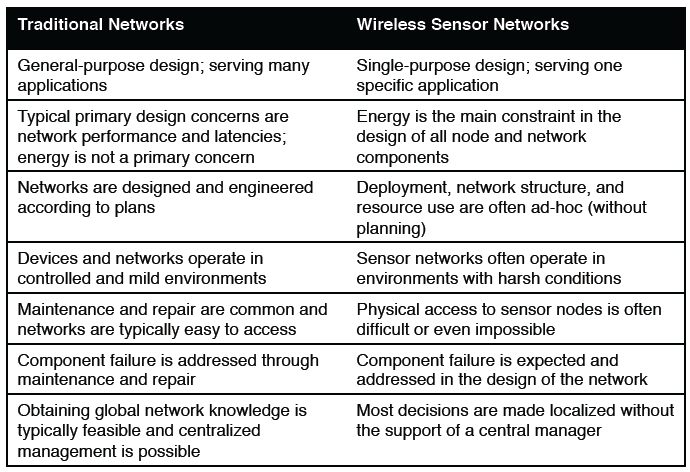 Traditional Networks
Wireless Sensor Networks
General-purpose design; serving many
applications
Single-purpose design; serving one
specific application
Typical primary design concerns are
network performance and latencies;
energy is not a primary concern
Energy is the main constraint in the
design of all node and network
components
Networks are designed and engineered
according to plans
Deployment, network structure, and
resource use are often ad-hoc (without
planning)
Devices and networks operate in
controlled and mild environments
Sensor networks often operate in
environments with harsh conditions
Maintenance and repair are common and
networks are typically easy to access
Physical access to sensor nodes is often
difficult or even impossible
Component failure is addressed through
maintenance and repair
Component failure is expected and
addressed in the design of the network
Obtaining global network knowledge is
typically feasible and centralized
management is possible
Most decisions are made localized without
the support of a central manager